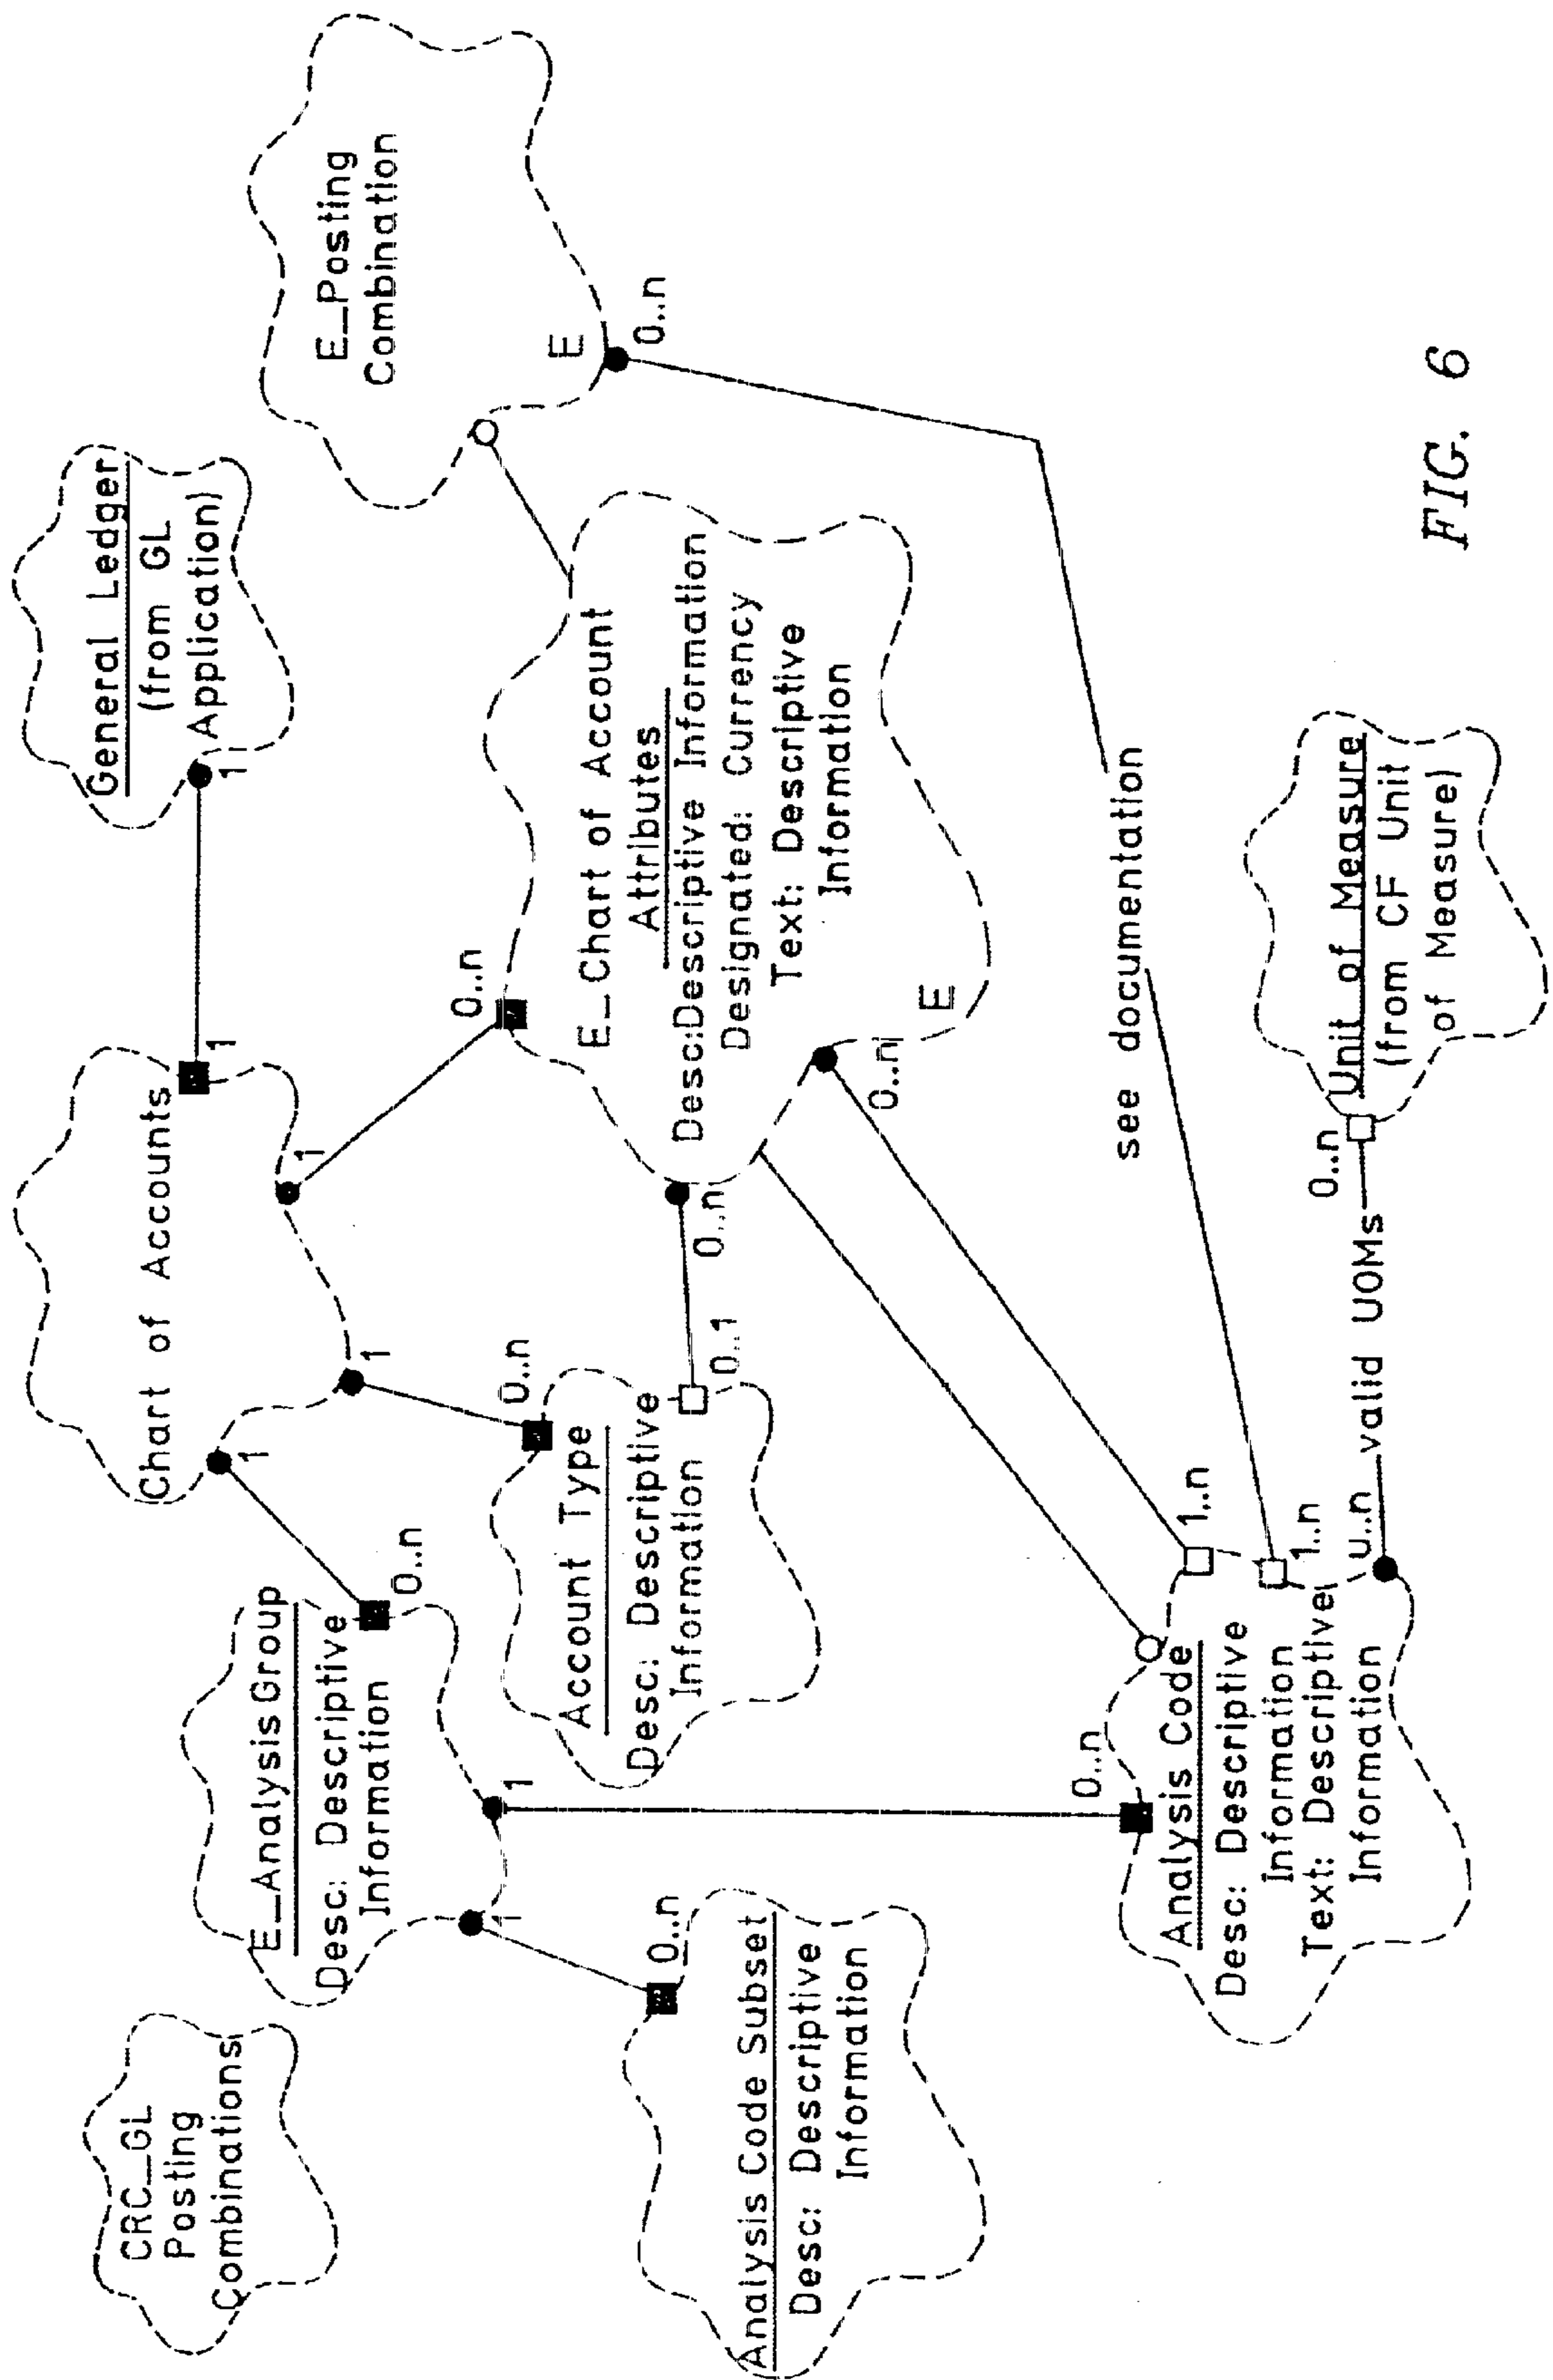 CRC_GL
Posting
Combinations
E_Analysis Group
Desc: Descriptive
Information
1
0..n
1
Chart of Accounts
1
1
1
1
General Ledger
(from GL
Application)
1
E_Posting
Combination
E
0..n
Account Type
Desc: Descriptive
Information
0..n
0..1
0..n
0..n
E_Chart of Account
Attributes
Desc:Descriptive Information
Designated: Currency
Text: Descriptive
Information
E
0..n
Analysis Code Subset
Desc: Descriptive
Information
0..n
Analysis Code
Desc: Descriptive
Information
Text: Descriptive
Information
0..n
1..n
1..n
see documentation
valid UOMs
0..n
Unit of Measure
(from CF Unit
of Measure)
FIG. 6